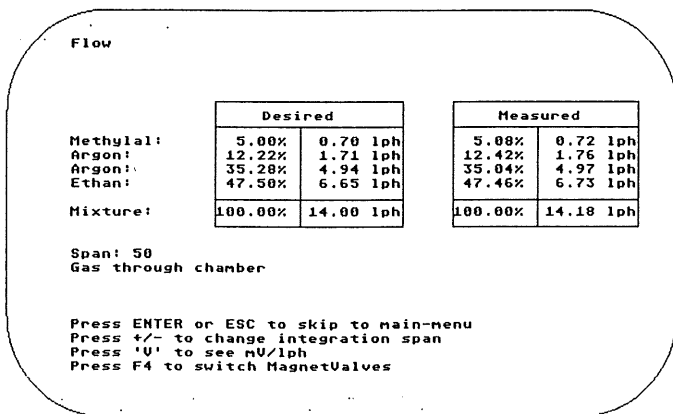 Flow
Desired Measured
Methylal: 5.00% 0.70 lph 5.08% 0.72 lph
Argon: 12.22% 1.71 lph 12.42% 1.76 lph
Argon: 35.28% 4.94 lph 35.04% 4.97 lph
Ethan: 47.50% 6.65 lph 47.46% 6.73 lph
Mixture: 100.00% 14.00 lph 100.00% 14.18 lph
Span: 50
Gas through chamber
Press ENTER or ESC to skip to main-menu
Press +/- to change integration span
Press 'V' to see mV/lph
Press F4 to switch MagnetValves